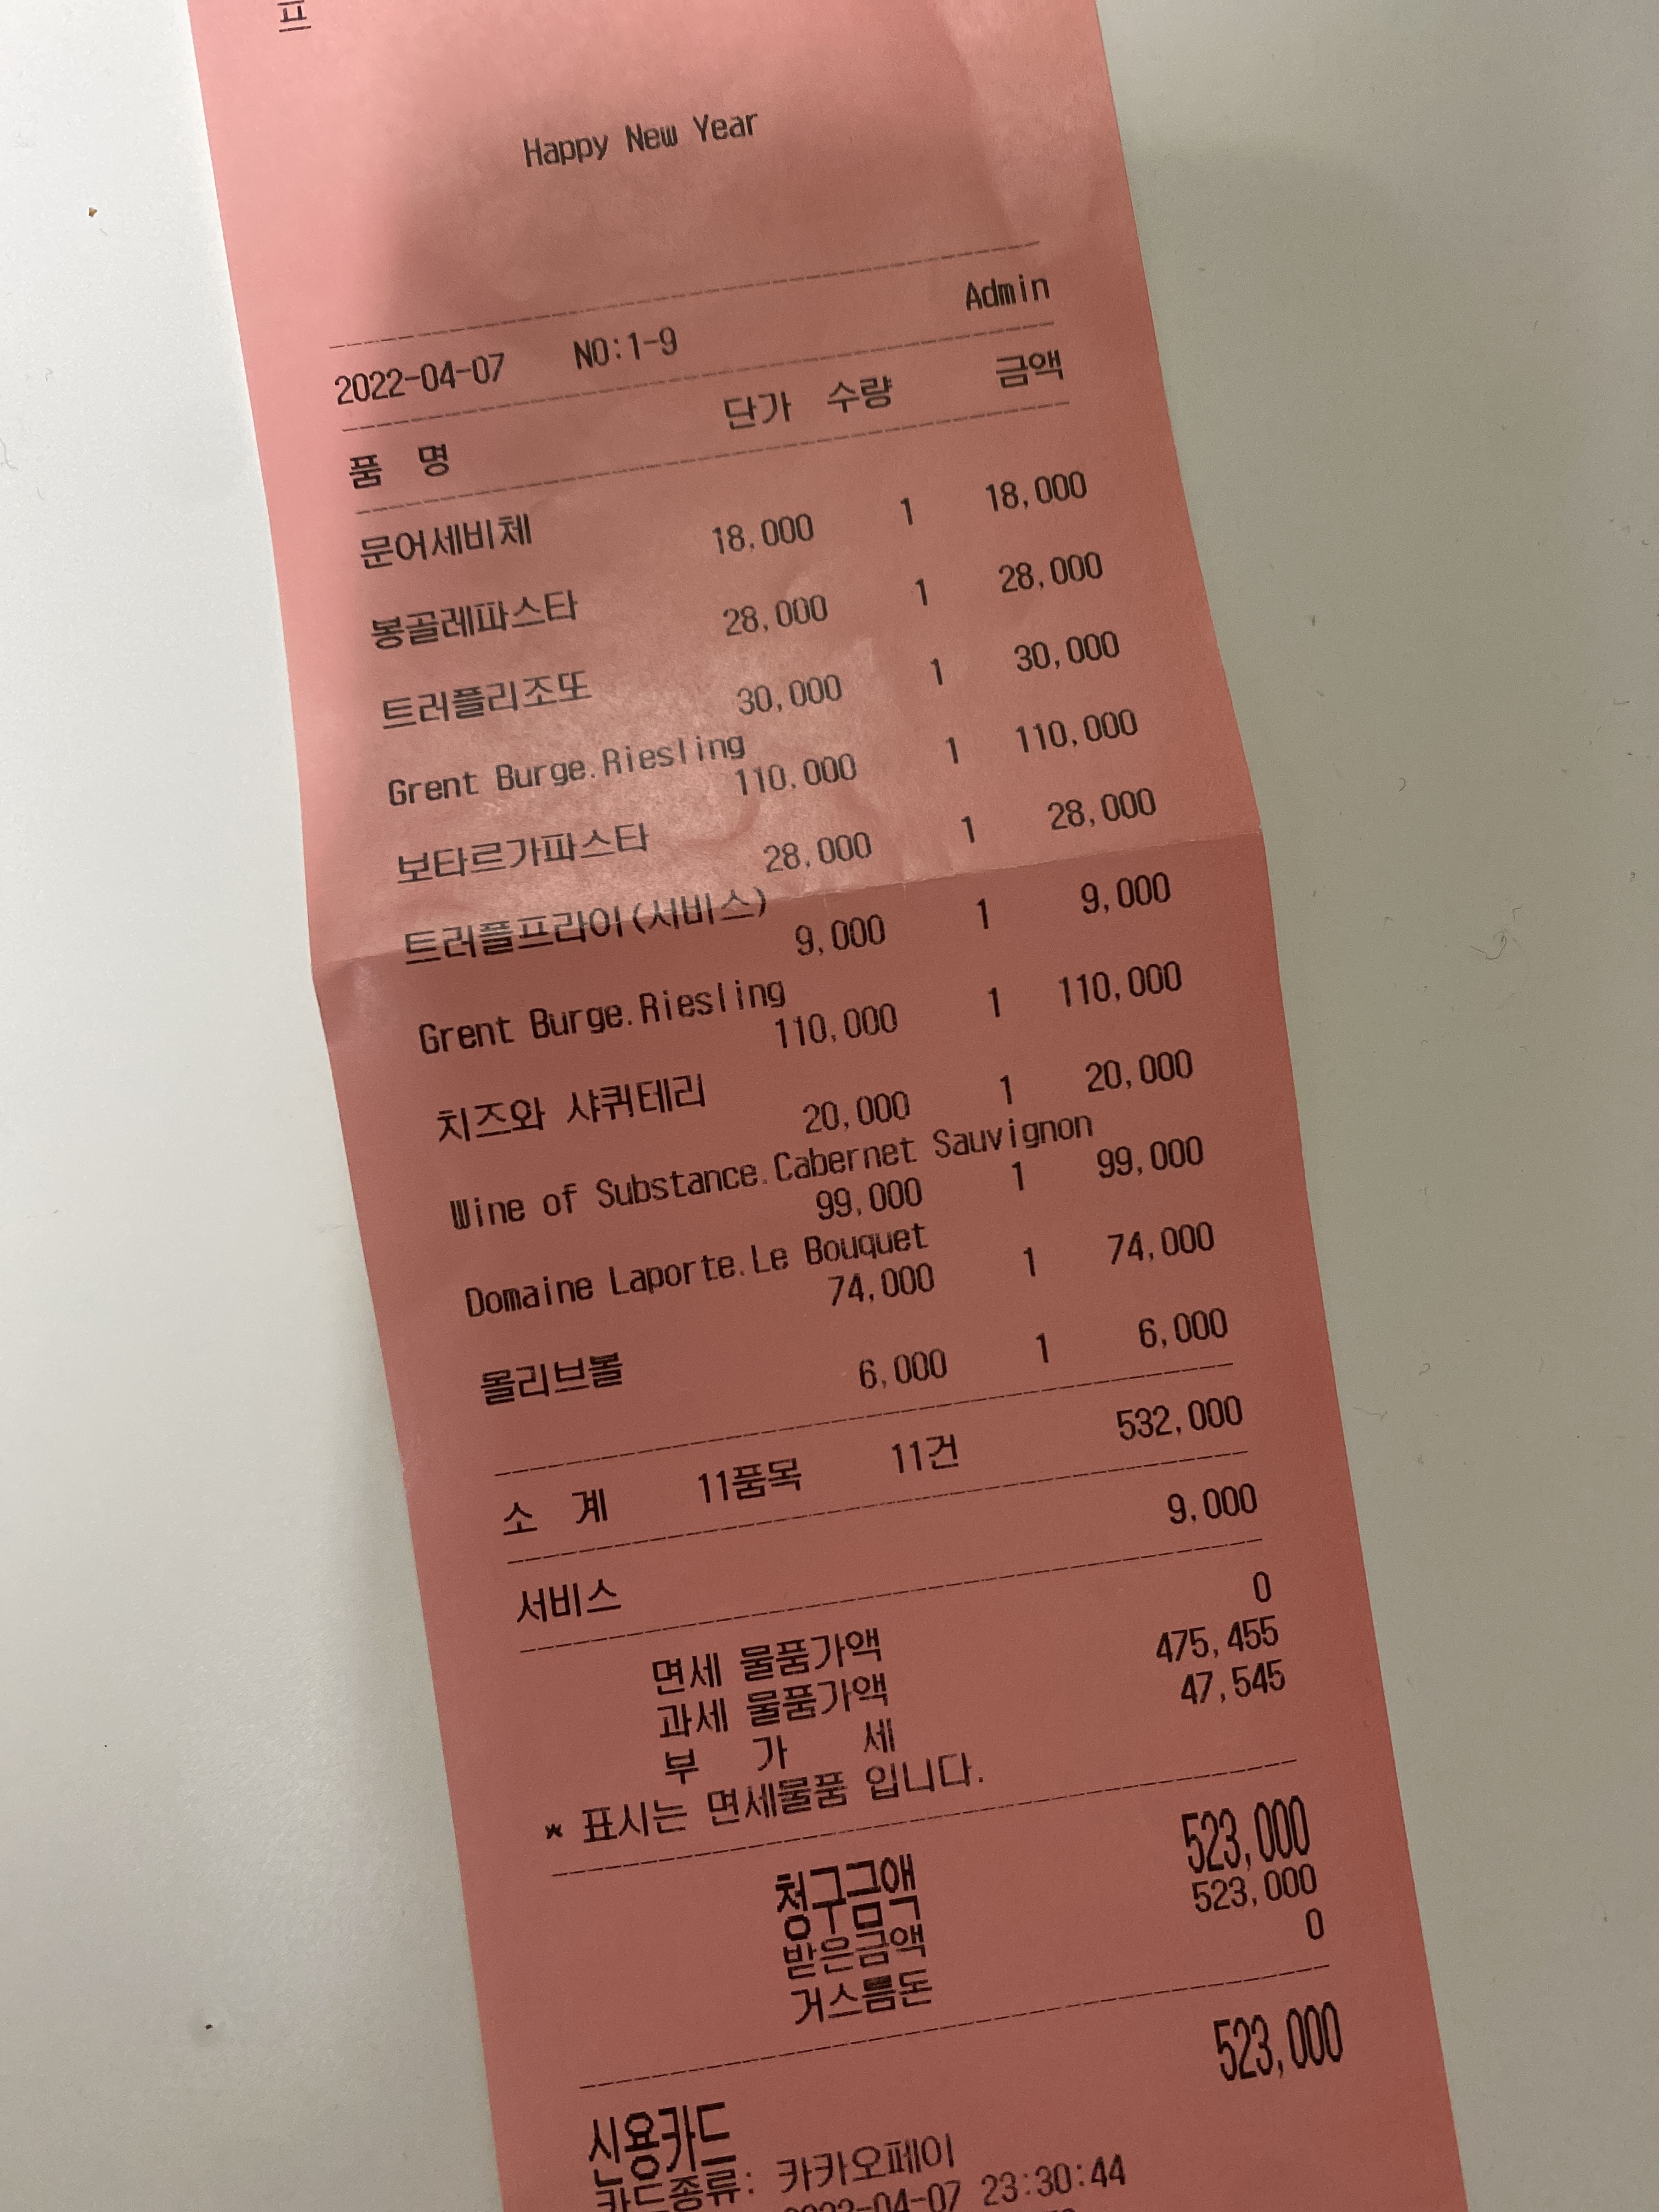 프
Happy New Year
Admin
2022-04-07 NO:1-9
품 명 단가 수량 금액
문어세비체 18,000 1 18,000
봉골레파스타 28,000 1 28,000
트러플리조또 30,000 1 30,000
Grent Burge.Riesling
110,000 1 110,000
보타르가파스타 28,000 1 28,000
트러플프라이(서비스)
9,000 1 9,000
Grent Burge.Riesling
110,000 1 110,000
치즈와 샤퀴테리 20,000 1 20,000
Wine of Substance.Cabernet Sauvignon
99,000 1 99,000
Domaine Laporte.Le Bouquet
74,000 1 74,000
몰리브볼 6,000 1 6,000
소 계 11품목 11건 532,000
서비스 9,000
면세 물품가액 0
과세 물품가액 475,455
부 가 세 47,545
* 표시는 면세물품 입니다.
청구금액 523,000
받은금액 523,000
거스름돈 0
신용카드 523,000
카드종류: 카카오페이
2022-04-07 23:30:44